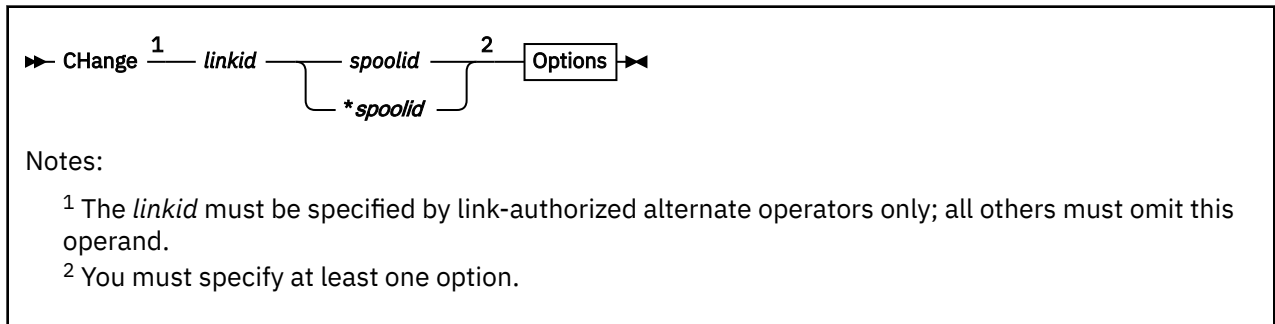 CHange 1 linkid spoolid 2 Options
*spoolid
Notes:
1 The linkid must be specified by link-authorized alternate operators only; all others must omit this
operand.
2 You must specify at least one option.